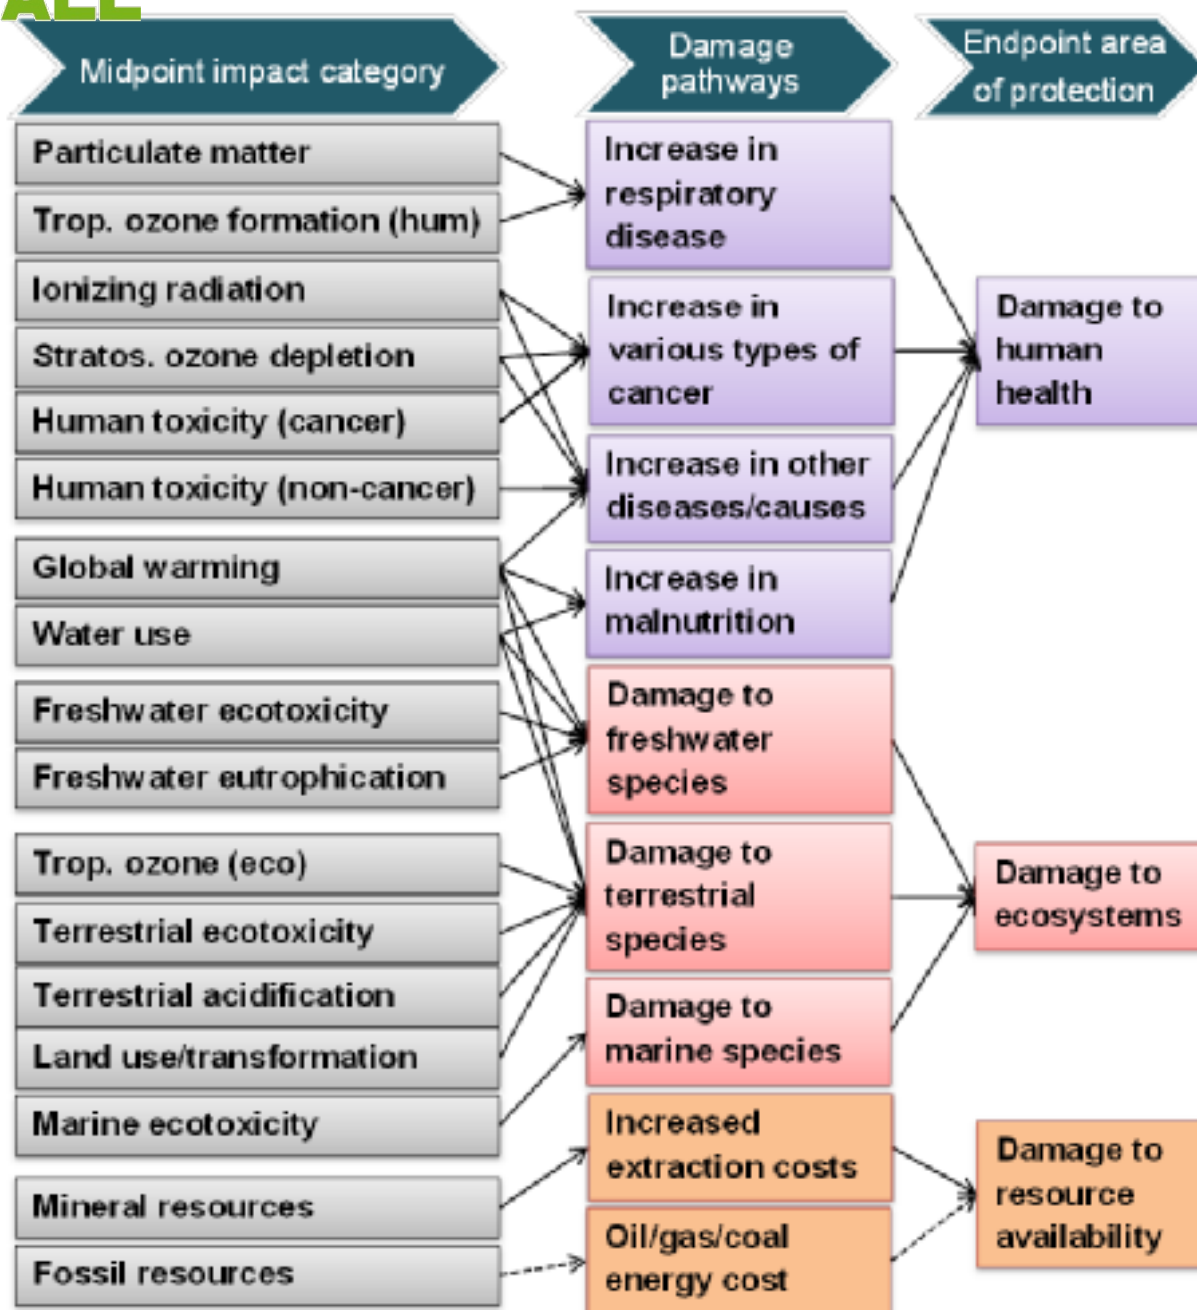 Midpoint impact category
Damage
pathways
Endpoint area
of protection
Particulate matter
Trop. ozone formation (hum)
Ionizing radiation
Stratos. ozone depletion
Human toxicity (cancer)
Human toxicity (non-cancer)
Global warming
Water use
Freshwater ecotoxicity
Freshwater eutrophication
Trop. ozone (eco)
Terrestrial ecotoxicity
Terrestrial acidification
Land use/transformation
Marine ecotoxicity
Mineral resources
Fossil resources
Increase in
respiratory
disease
Increase in
various types of
cancer
Increase in other
diseases/causes
Increase in
malnutrition
Damage to
freshwater
species
Damage to
terrestrial
species
Damage to
marine species
Increased
extraction costs
Oil/gas/coal
energy cost
Damage to
human
health
Damage to
ecosystems
Damage to
resource
availability